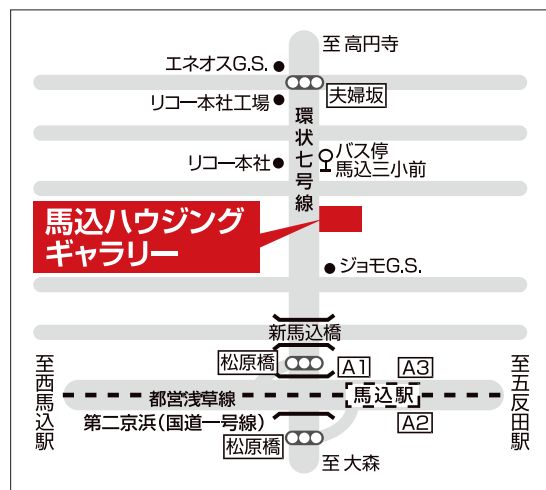 至高円寺
エネオスG.S.
夫婦坂
リコー本社工場
環状七号線
バス停
馬込三小前
リコー本社
馬込ハウジング
ギャラリー
ジョモG.S.
新馬込橋
松原橋
A1
A3
至西馬込駅
都営浅草線
馬込駅
至五反田駅
第二京浜(国道一号線)
A2
松原橋
至大森